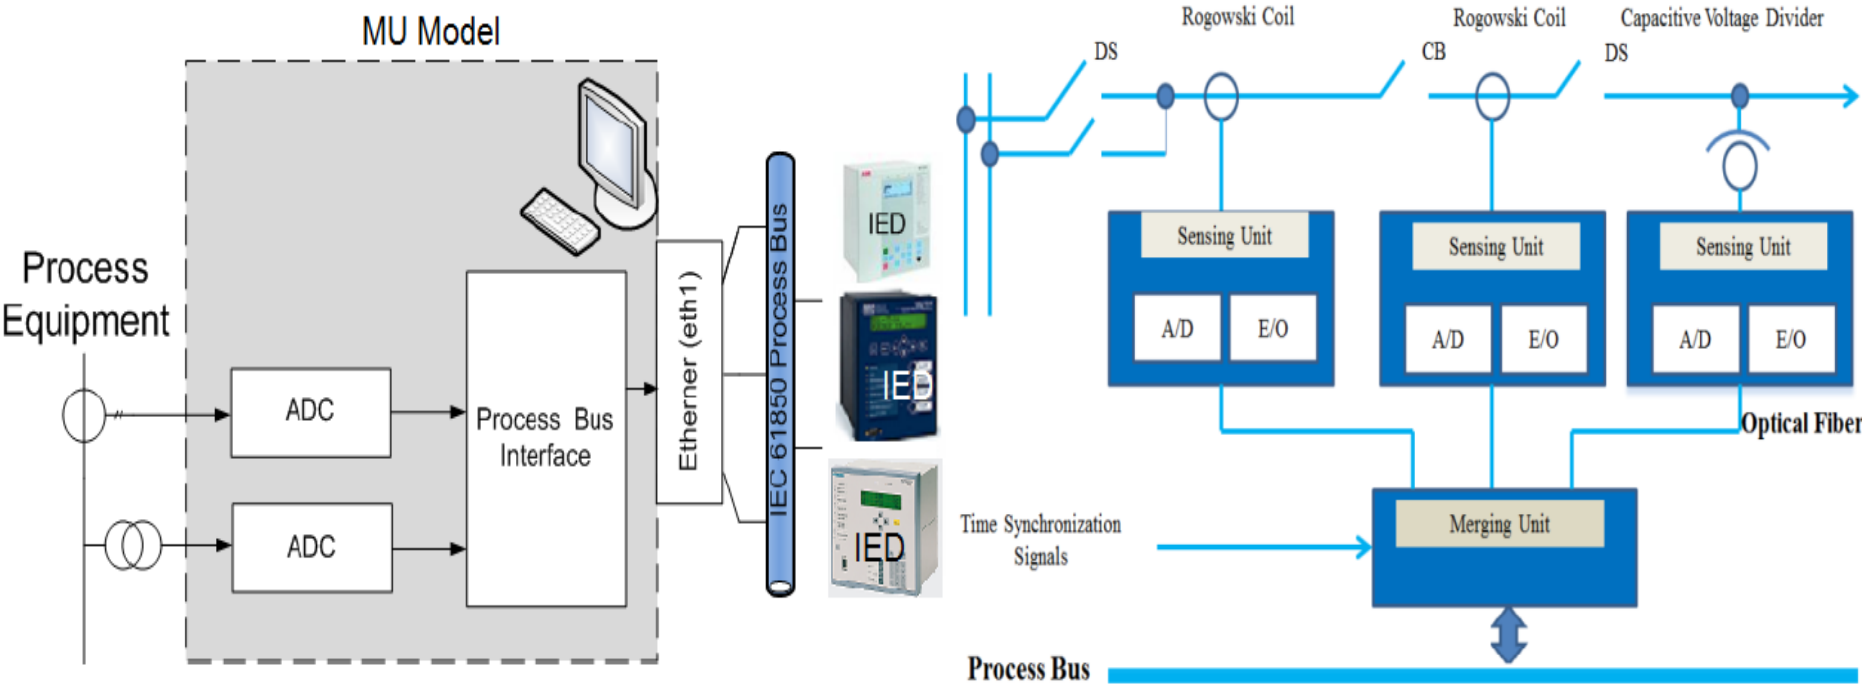 MU Model
Process
Equipment
ADC
ADC
Process Bus
Interface
Etherner (eth1)
IEC 61850 Process Bus
IED
IED
IED
Rogowski Coil
Rogowski Coil
Capacitive Voltage Divider
DS
CB
DS
Sensing Unit
A/D
E/O
Sensing Unit
A/D
E/O
Sensing Unit
A/D
E/O
Optical Fiber
Time Synchronization
Signals
Merging Unit
Process Bus